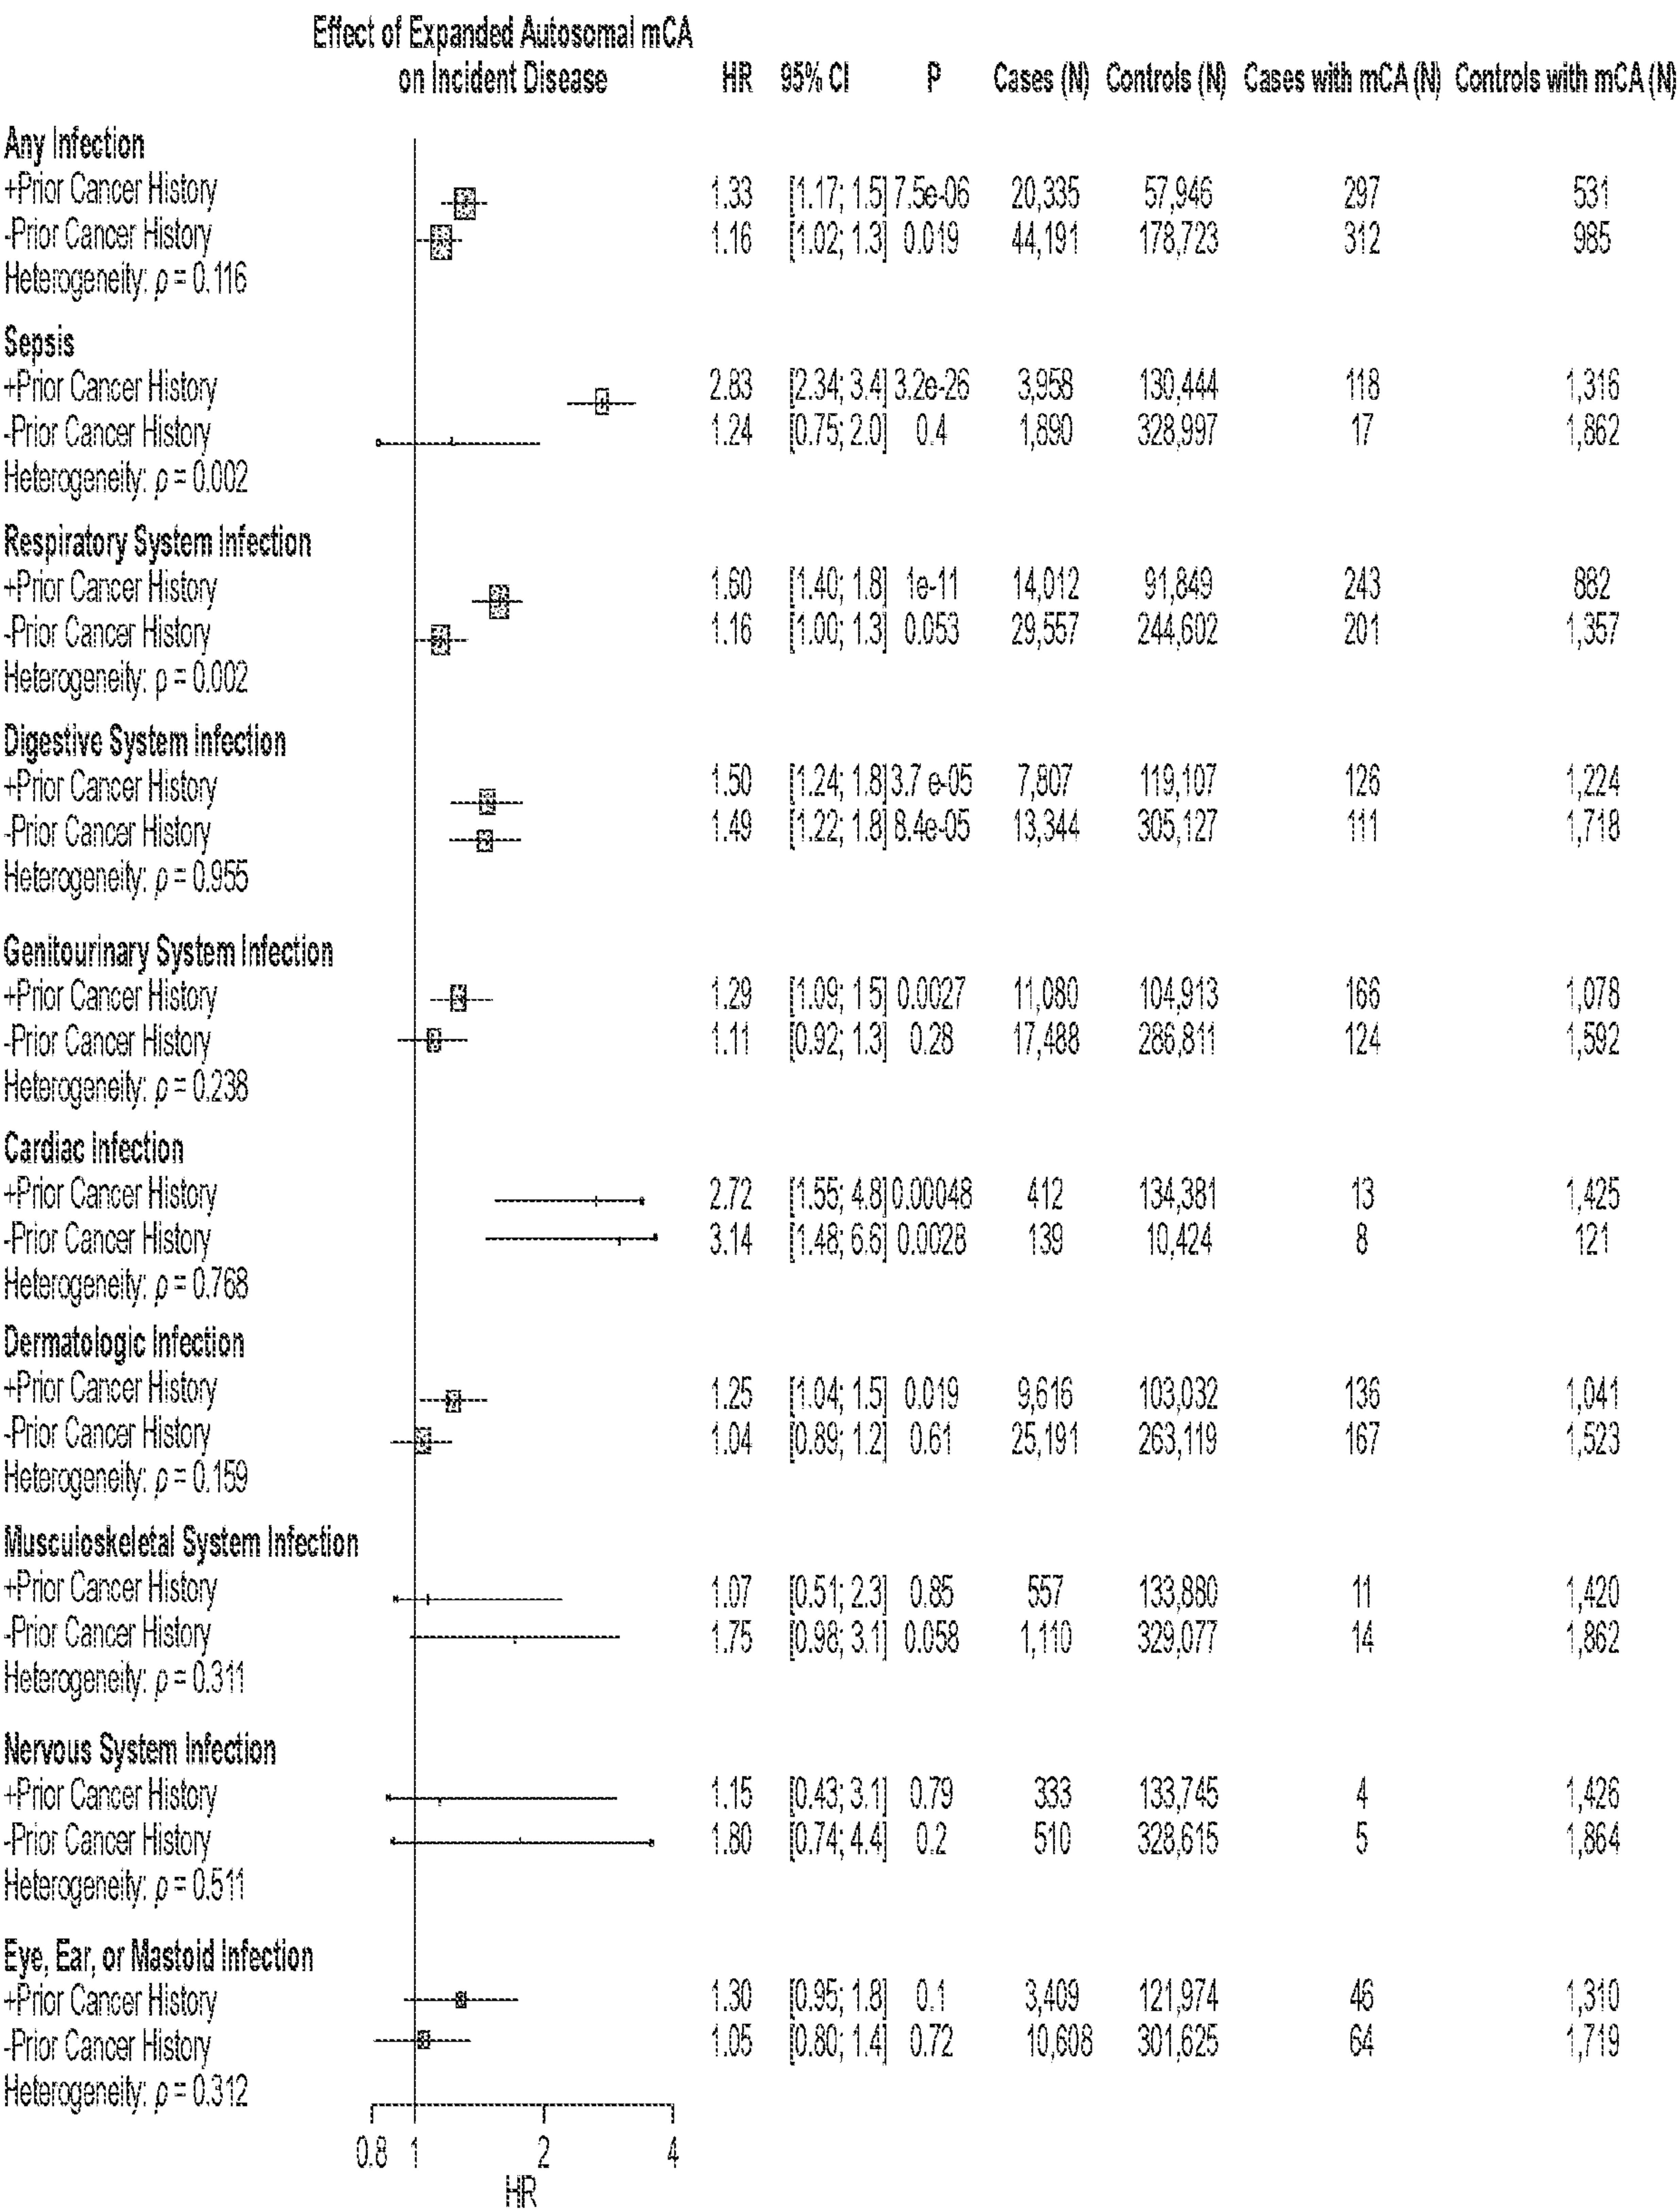 Effect of Expanded Autosomal mCA
on Incident Disease HR 95% CI P Cases (N) Controls (N) Cases with mCA (N) Controls with mCA (N)
Any Infection
+Prior Cancer History 1.33 [1.17; 1.5] 7.5e-06 20,335 57,946 297 531
-Prior Cancer History 1.16 [1.02; 1.3] 0.019 44,191 178,723 312 985
Heterogeneity: p = 0.116
Sepsis
+Prior Cancer History 2.83 [2.34; 3.4] 3.2e-26 3,958 130,444 118 1,316
-Prior Cancer History 1.24 [0.75; 2.0] 0.4 1,890 328,997 17 1,862
Heterogeneity: p = 0.002
Respiratory System Infection
+Prior Cancer History 1.60 [1.40; 1.8] 1e-11 14,012 91,849 243 882
-Prior Cancer History 1.16 [1.00; 1.3] 0.053 29,557 244,602 201 1,357
Heterogeneity: p = 0.002
Digestive System Infection
+Prior Cancer History 1.50 [1.24; 1.8] 3.7 e-05 7,807 119,107 126 1,224
-Prior Cancer History 1.49 [1.22; 1.8] 8.4e-05 13,344 305,127 111 1,718
Heterogeneity: p = 0.955
Genitourinary System Infection
+Prior Cancer History 1.29 [1.09; 1.5] 0.0027 11,080 104,913 166 1,078
-Prior Cancer History 1.11 [0.92; 1.3] 0.28 17,488 286,811 124 1,592
Heterogeneity: p = 0.238
Cardiac Infection
+Prior Cancer History 2.72 [1.55; 4.8] 0.00048 412 134,381 13 1,425
-Prior Cancer History 3.14 [1.48; 6.6] 0.0028 139 10,424 8 121
Heterogeneity: p = 0.768
Dermatologic Infection
+Prior Cancer History 1.25 [1.04; 1.5] 0.019 9,616 103,032 136 1,041
-Prior Cancer History 1.04 [0.89; 1.2] 0.61 25,191 263,119 167 1,523
Heterogeneity: p = 0.159
Musculoskeletal System Infection
+Prior Cancer History 1.07 [0.51; 2.3] 0.85 557 133,880 11 1,420
-Prior Cancer History 1.75 [0.98; 3.1] 0.058 1,110 329,077 14 1,862
Heterogeneity: p = 0.311
Nervous System Infection
+Prior Cancer History 1.15 [0.43; 3.1] 0.79 333 133,745 4 1,426
-Prior Cancer History 1.80 [0.74; 4.4] 0.2 510 328,615 5 1,864
Heterogeneity: p = 0.511
Eye, Ear, or Mastoid Infection
+Prior Cancer History 1.30 [0.95; 1.8] 0.1 3,409 121,974 46 1,310
-Prior Cancer History 1.05 [0.80; 1.4] 0.72 10,608 301,625 64 1,719
Heterogeneity: p = 0.312
0.8 1 2 4
HR